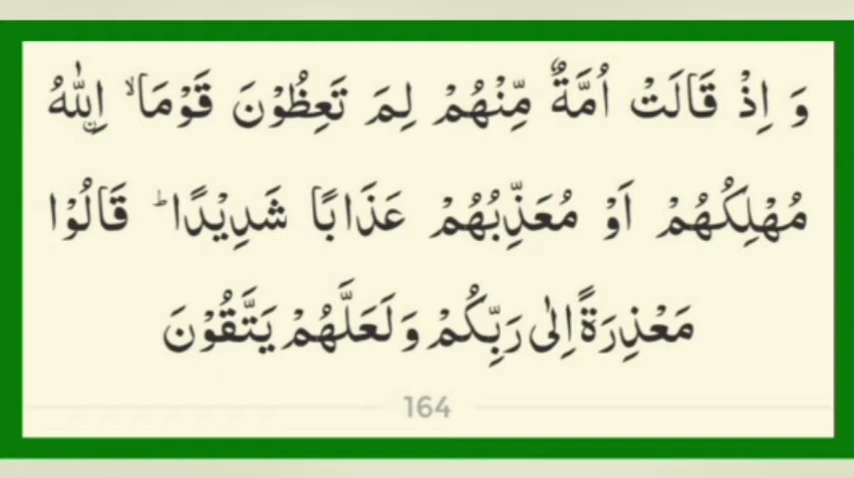 وَ اِذْ قَالَتْ اُمَّةٌ مِّنْهُمْ لِمَ تَعِظُوْنَ قَوْمَا ۙ اۨللّٰهُ
مُهْلِكُهُمْ اَوْ مُعَذِّبُهُمْ عَذَابًا شَدِيْدًا ؕ قَالُوْا
مَعْذِرَةً اِلٰى رَبِّكُمْ وَ لَعَلَّهُمْ يَتَّقُوْنَ
164